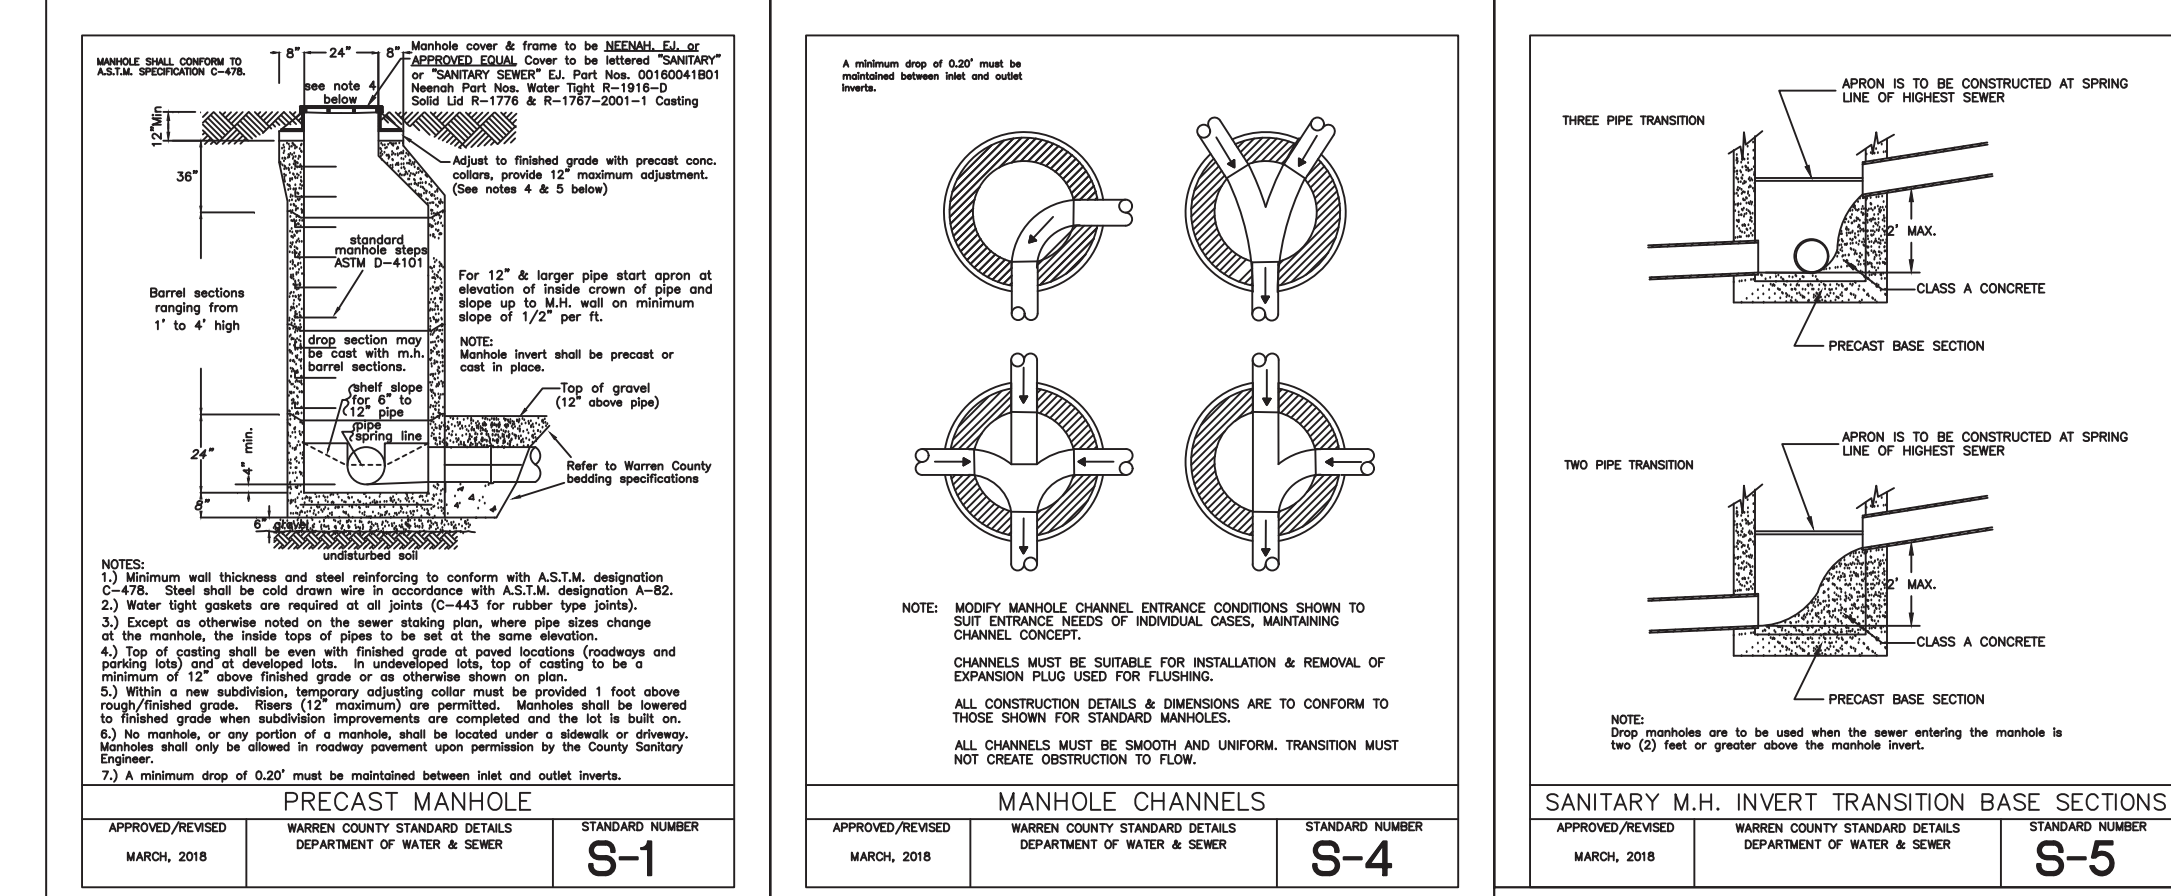 MANHOLE SHALL CONFORM TO
A.S.T.M. SPECIFICATION C-478.
8" 24" 8"
Manhole cover & frame to be NEENAH, EJ, or
APPROVED EQUAL Cover to be lettered "SANITARY"
or "SANITARY SEWER" EJ. Part Nos. 00160041B01
Neenah Part Nos. Water Tight R-1916-D
Solid Lid R-1776 & R-1767-2001-1 Casting
see note 4
below
12"Min
Adjust to finished grade with precast conc.
collars, provide 12" maximum adjustment.
(See notes 4 & 5 below)
36"
standard
manhole steps
ASTM D-4101
For 12" & larger pipe start apron at
elevation of inside crown of pipe and
slope up to M.H. wall on minimum
slope of 1/2" per ft.
Barrel sections
ranging from
1' to 4' high
NOTE:
Manhole invert shall be precast or
cast in place.
drop section may
be cast with m.h.
barrel sections.
shelf slope
for 6" to
12" pipe
Top of gravel
(12" above pipe)
pipe
spring line
24"
4" min.
Refer to Warren County
bedding specifications
8"
6" gravel
undisturbed soil
NOTES:
1.) Minimum wall thickness and steel reinforcing to conform with A.S.T.M. designation
C-478. Steel shall be cold drawn wire in accordance with A.S.T.M. designation A-82.
2.) Water tight gaskets are required at all joints (C-443 for rubber type joints).
3.) Except as otherwise noted on the sewer staking plan, where pipe sizes change
at the manhole, the inside tops of pipes to be set at the same elevation.
4.) Top of casting shall be even with finished grade at paved locations (roadways and
parking lots) and at developed lots. In undeveloped lots, top of casting to be a
minimum of 12" above finished grade or as otherwise shown on plan.
5.) Within a new subdivision, temporary adjusting collar must be provided 1 foot above
rough/finished grade. Risers (12" maximum) are permitted. Manholes shall be lowered
to finished grade when subdivision improvements are completed and the lot is built on.
6.) No manhole, or any portion of a manhole, shall be located under a sidewalk or driveway.
Manholes shall only be allowed in roadway pavement upon permission by the County Sanitary
Engineer.
7.) A minimum drop of 0.20' must be maintained between inlet and outlet inverts.
PRECAST MANHOLE
APPROVED/REVISED
MARCH, 2018
WARREN COUNTY STANDARD DETAILS
DEPARTMENT OF WATER & SEWER
STANDARD NUMBER
S-1
A minimum drop of 0.20' must be
maintained between inlet and outlet
inverts.
NOTE: MODIFY MANHOLE CHANNEL ENTRANCE CONDITIONS SHOWN TO
SUIT ENTRANCE NEEDS OF INDIVIDUAL CASES, MAINTAINING
CHANNEL CONCEPT.
CHANNELS MUST BE SUITABLE FOR INSTALLATION & REMOVAL OF
EXPANSION PLUG USED FOR FLUSHING.
ALL CONSTRUCTION DETAILS & DIMENSIONS ARE TO CONFORM TO
THOSE SHOWN FOR STANDARD MANHOLES.
ALL CHANNELS MUST BE SMOOTH AND UNIFORM. TRANSITION MUST
NOT CREATE OBSTRUCTION TO FLOW.
MANHOLE CHANNELS
APPROVED/REVISED
MARCH, 2018
WARREN COUNTY STANDARD DETAILS
DEPARTMENT OF WATER & SEWER
STANDARD NUMBER
S-4
APRON IS TO BE CONSTRUCTED AT SPRING
LINE OF HIGHEST SEWER
THREE PIPE TRANSITION
2' MAX.
CLASS A CONCRETE
PRECAST BASE SECTION
APRON IS TO BE CONSTRUCTED AT SPRING
LINE OF HIGHEST SEWER
TWO PIPE TRANSITION
2' MAX.
CLASS A CONCRETE
PRECAST BASE SECTION
NOTE:
Drop manholes are to be used when the sewer entering the manhole is
two (2) feet or greater above the manhole invert.
SANITARY M.H. INVERT TRANSITION BASE SECTIONS
APPROVED/REVISED
MARCH, 2018
WARREN COUNTY STANDARD DETAILS
DEPARTMENT OF WATER & SEWER
STANDARD NUMBER
S-5